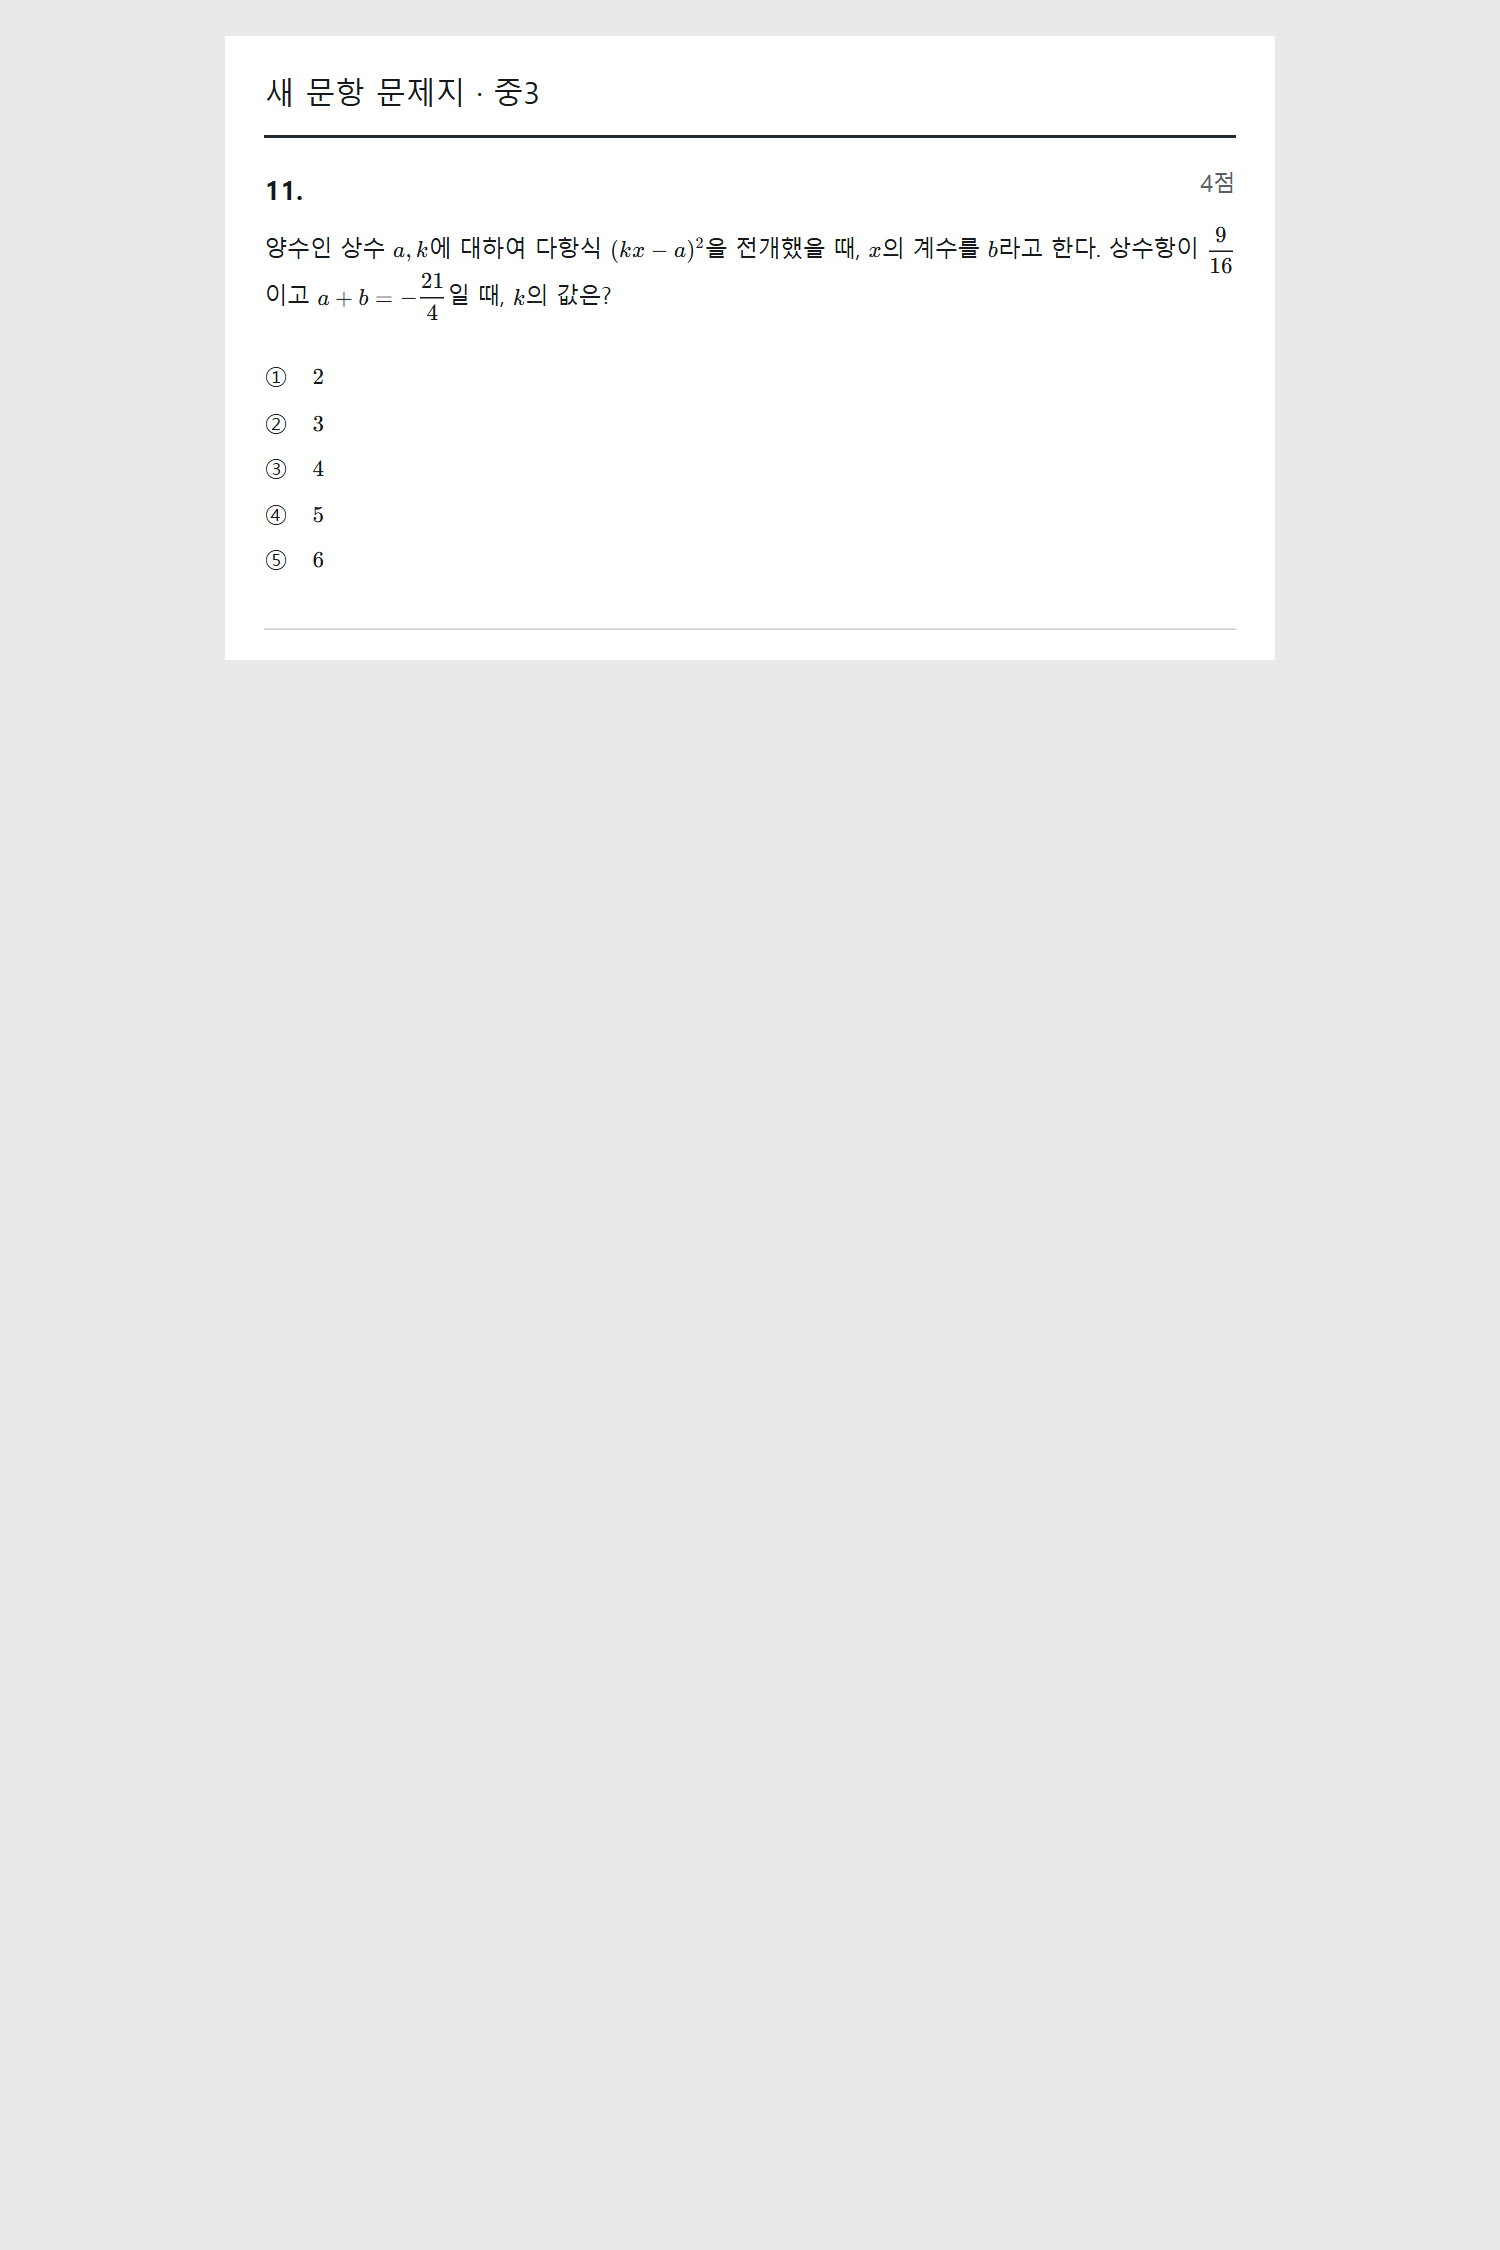 새 문항 문제지 · 중3
11.
4점
양수인 상수 a, k에 대하여 다항식 (kx − a)²을 전개했을 때, x의 계수를 b라고 한다. 상수항이 9/16
이고 a + b = −21/4일 때, k의 값은?
① 2
② 3
③ 4
④ 5
⑤ 6